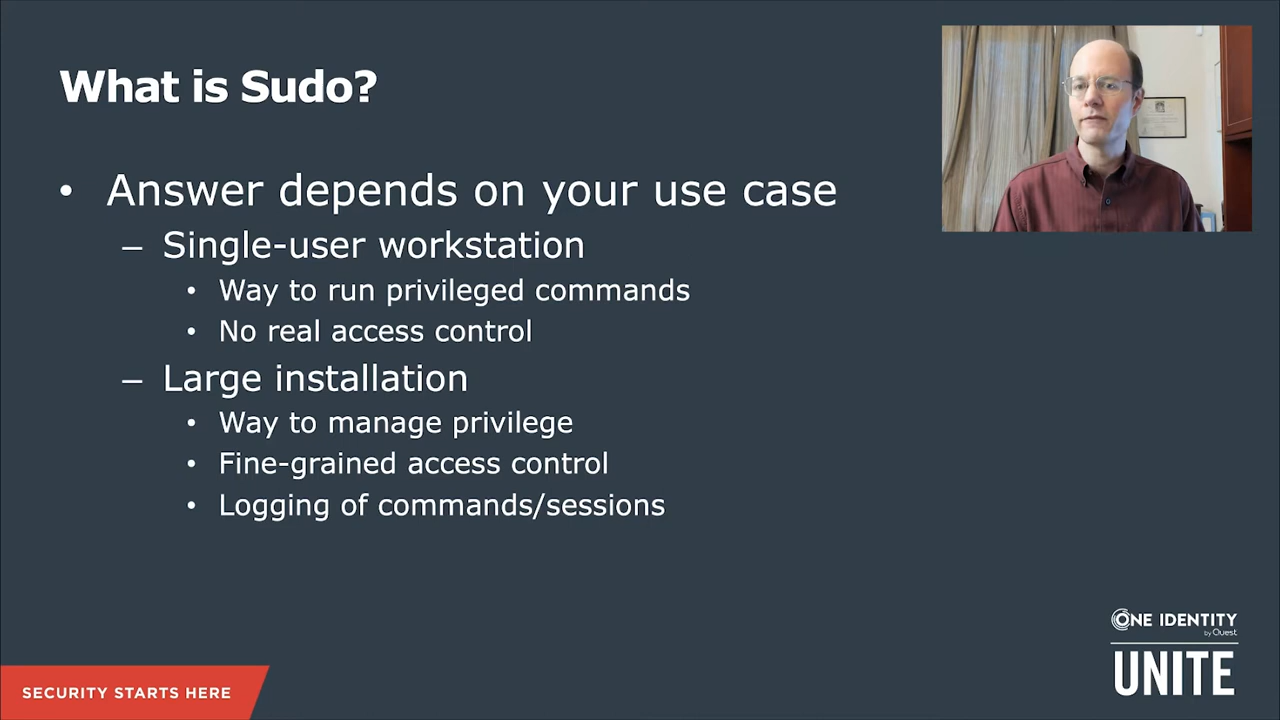 What is Sudo?
• Answer depends on your use case
– Single-user workstation
• Way to run privileged commands
• No real access control
– Large installation
• Way to manage privilege
• Fine-grained access control
• Logging of commands/sessions
ONE IDENTITY
by Quest
UNITE
SECURITY STARTS HERE